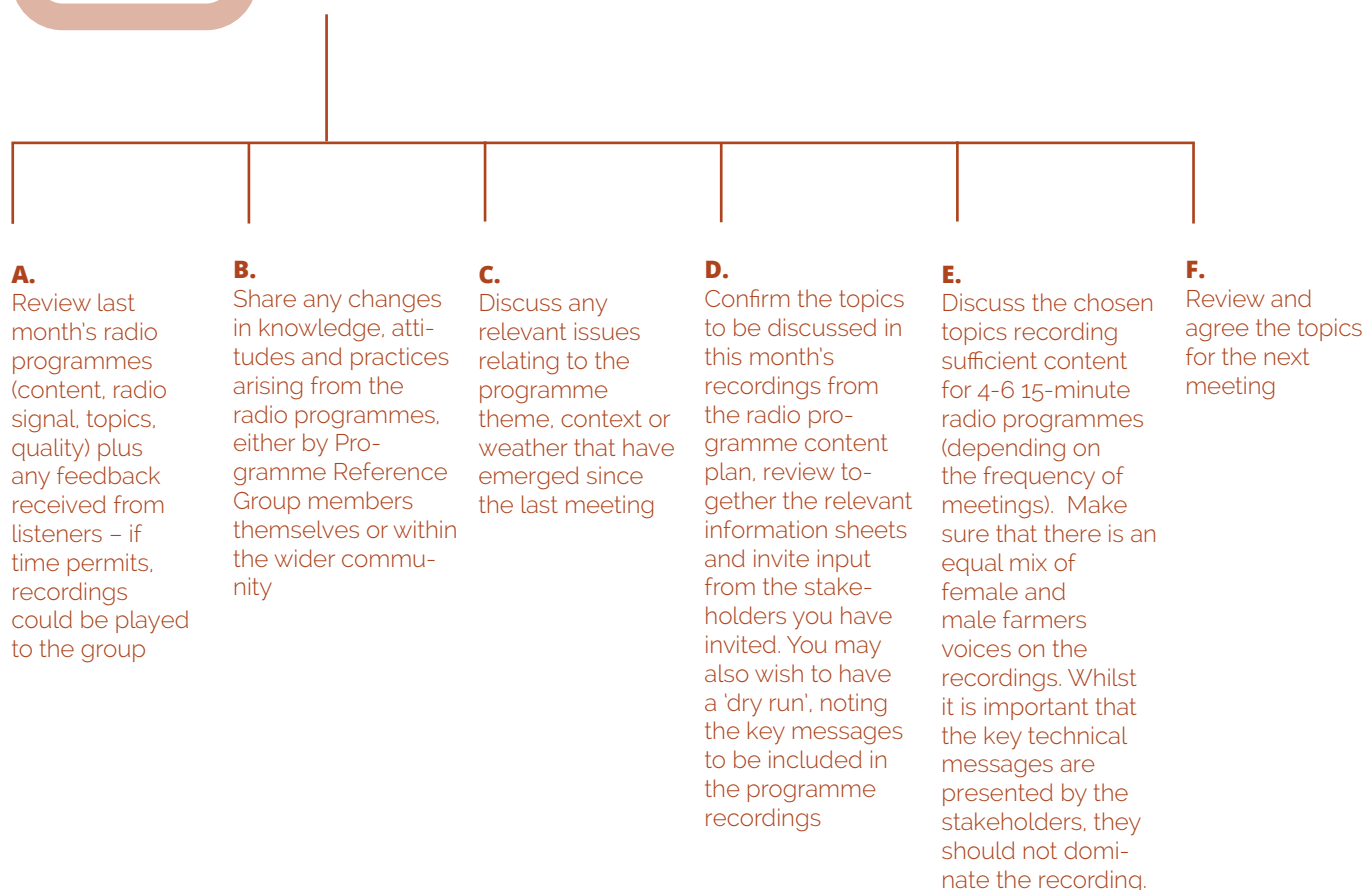 A.
Review last
month's radio
programmes
(content, radio
signal, topics,
quality) plus
any feedback
received from
listeners – if
time permits,
recordings
could be played
to the group
B.
Share any changes
in knowledge, atti-
tudes and practices
arising from the
radio programmes,
either by Pro-
gramme Reference
Group members
themselves or within
the wider commu-
nity
C.
Discuss any
relevant issues
relating to the
programme
theme, context or
weather that have
emerged since
the last meeting
D.
Confirm the topics
to be discussed in
this month's
recordings from
the radio pro-
gramme content
plan, review to-
gether the relevant
information sheets
and invite input
from the stake-
holders you have
invited. You may
also wish to have
a 'dry run', noting
the key messages
to be included in
the programme
recordings
E.
Discuss the chosen
topics recording
sufficient content
for 4-6 15-minute
radio programmes
(depending on
the frequency of
meetings). Make
sure that there is an
equal mix of
female and
male farmers
voices on the
recordings. Whilst
it is important that
the key technical
messages are
presented by the
stakeholders, they
should not domi-
nate the recording.
F.
Review and
agree the topics
for the next
meeting